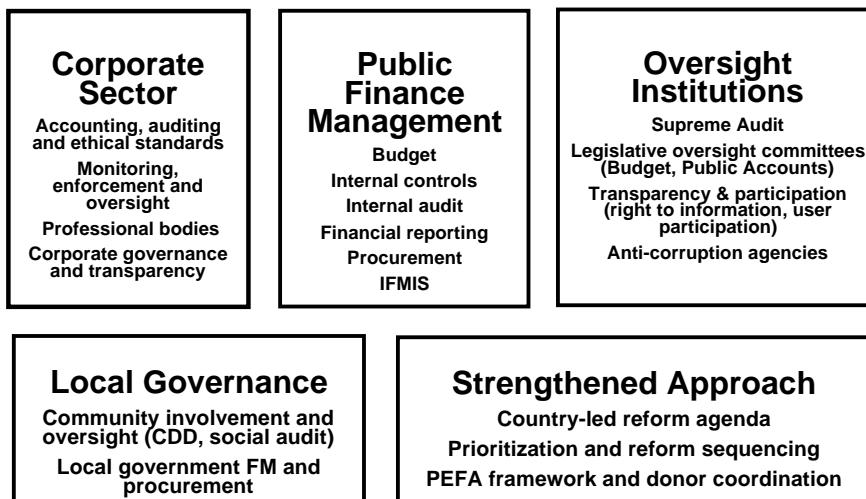 Corporate
Sector
Accounting, auditing
and ethical standards
Monitoring,
enforcement and
oversight
Professional bodies
Corporate governance
and transparency
Public
Finance
Management
Budget
Internal controls
Internal audit
Financial reporting
Procurement
IFMIS
Oversight
Institutions
Supreme Audit
Legislative oversight committees
(Budget, Public Accounts)
Transparency & participation
(right to information, user
participation)
Anti-corruption agencies
Local Governance
Community involvement and
oversight (CDD, social audit)
Local government FM and
procurement
Strengthened Approach
Country-led reform agenda
Prioritization and reform sequencing
PEFA framework and donor coordination